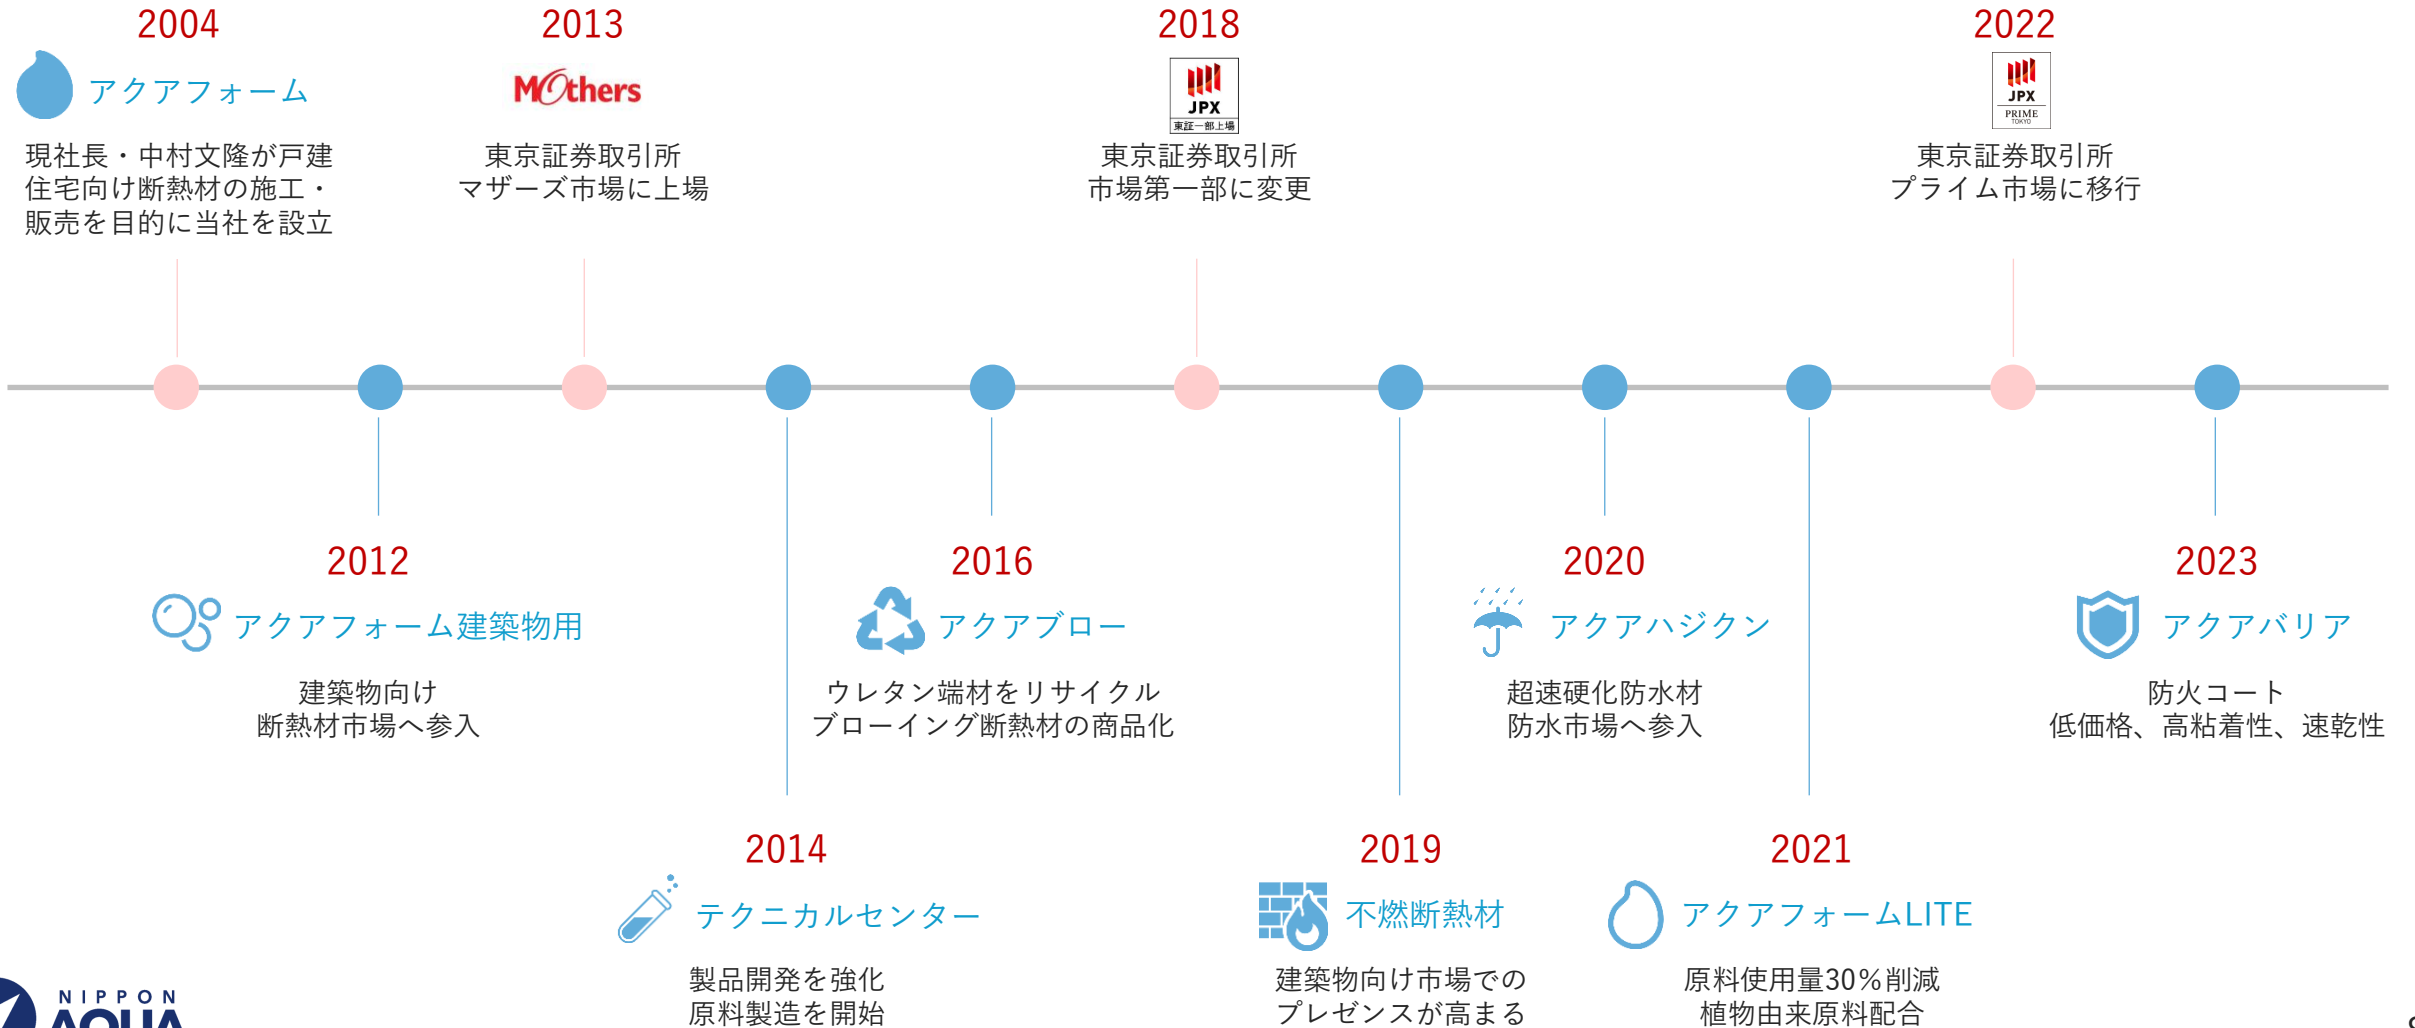 2004
アクアフォーム
現社長・中村文隆が戸建
住宅向け断熱材の施工・
販売を目的に当社を設立
2013
Mothers
東京証券取引所
マザーズ市場に上場
2018
JPX
東証一部上場
東京証券取引所
市場第一部に変更
2022
JPX
PRIME
TOKYO
東京証券取引所
プライム市場に移行
2012
アクアフォーム建築物用
建築物向け
断熱材市場へ参入
2016
アクアブロー
ウレタン端材をリサイクル
ブローイング断熱材の商品化
2020
アクアハジクン
超速硬化防水材
防水市場へ参入
2023
アクアバリア
防火コート
低価格、高粘着性、速乾性
2014
テクニカルセンター
製品開発を強化
原料製造を開始
2019
不燃断熱材
建築物向け市場での
プレゼンスが高まる
2021
アクアフォームLITE
原料使用量30%削減
植物由来原料配合
NIPPON
AQUA